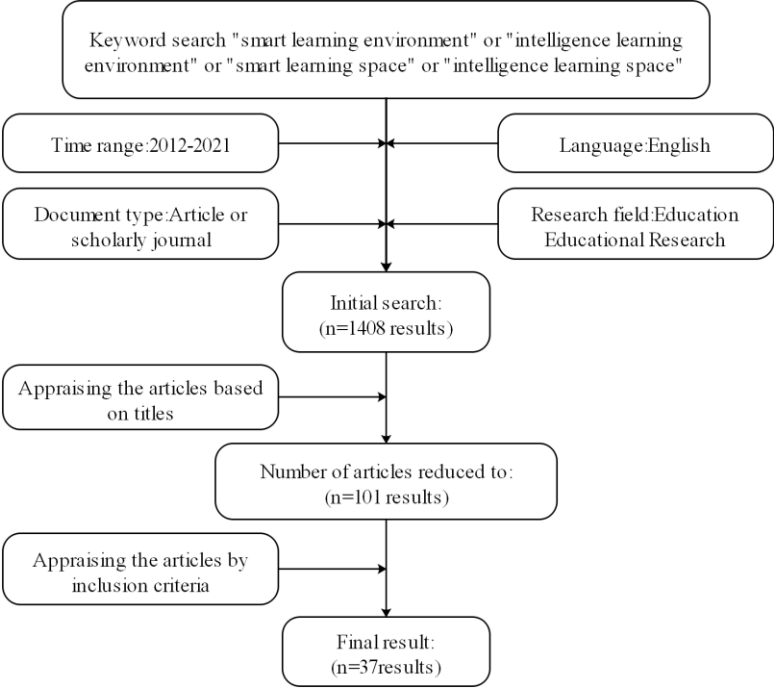 Keyword search "smart learning environment" or "intelligence learning
environment" or "smart learning space" or "intelligence learning space"
Time range:2012-2021
Language:English
Document type:Article or
scholarly journal
Research field:Education
Educational Research
Initial search:
(n=1408 results)
Appraising the articles based
on titles
Number of articles reduced to:
(n=101 results)
Appraising the articles by
inclusion criteria
Final result:
(n=37results)